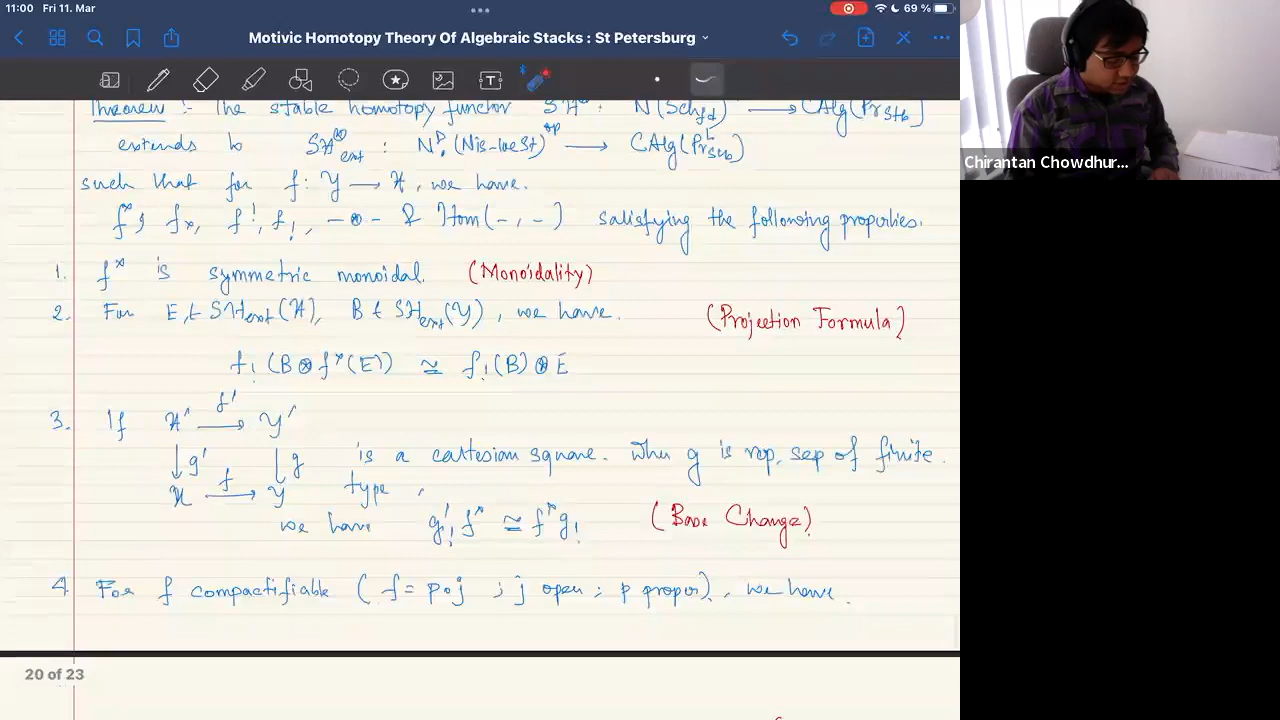 11:00 Fri 11. Mar
69 %
Motivic Homotopy Theory Of Algebraic Stacks : St Petersburg
Theorem :- The stable homotopy functor SH^⊗ : N(Sch_fd)^op → CAlg(Pr^L_Stb)
extends to SH^⊗_ext : N^D_•(Nis-locSt)^op → CAlg(Pr^L_Stb)
such that for f : Y → X, we have.
f^*, f_*, f^!, f_!, -⊗- & Hom(-,-) satisfying the following properties.
1. f^* is symmetric monoidal. (Monoidality)
2. For E ∈ SH_ext(X), B ∈ SH_ext(Y), we have. (Projection Formula)
f_!(B⊗f^*(E)) ≅ f_!(B)⊗E
3. If X' → Y' f'
↓g' ↓g is a cartesian square. When g is rep, sep of finite
X → Y f type,
we have g'_! f'^* ≅ f^* g_! (Base Change)
4. For f compactifiable (f = p∘j ; j open ; p proper), we have.
20 of 23
Chirantan Chowdhur...